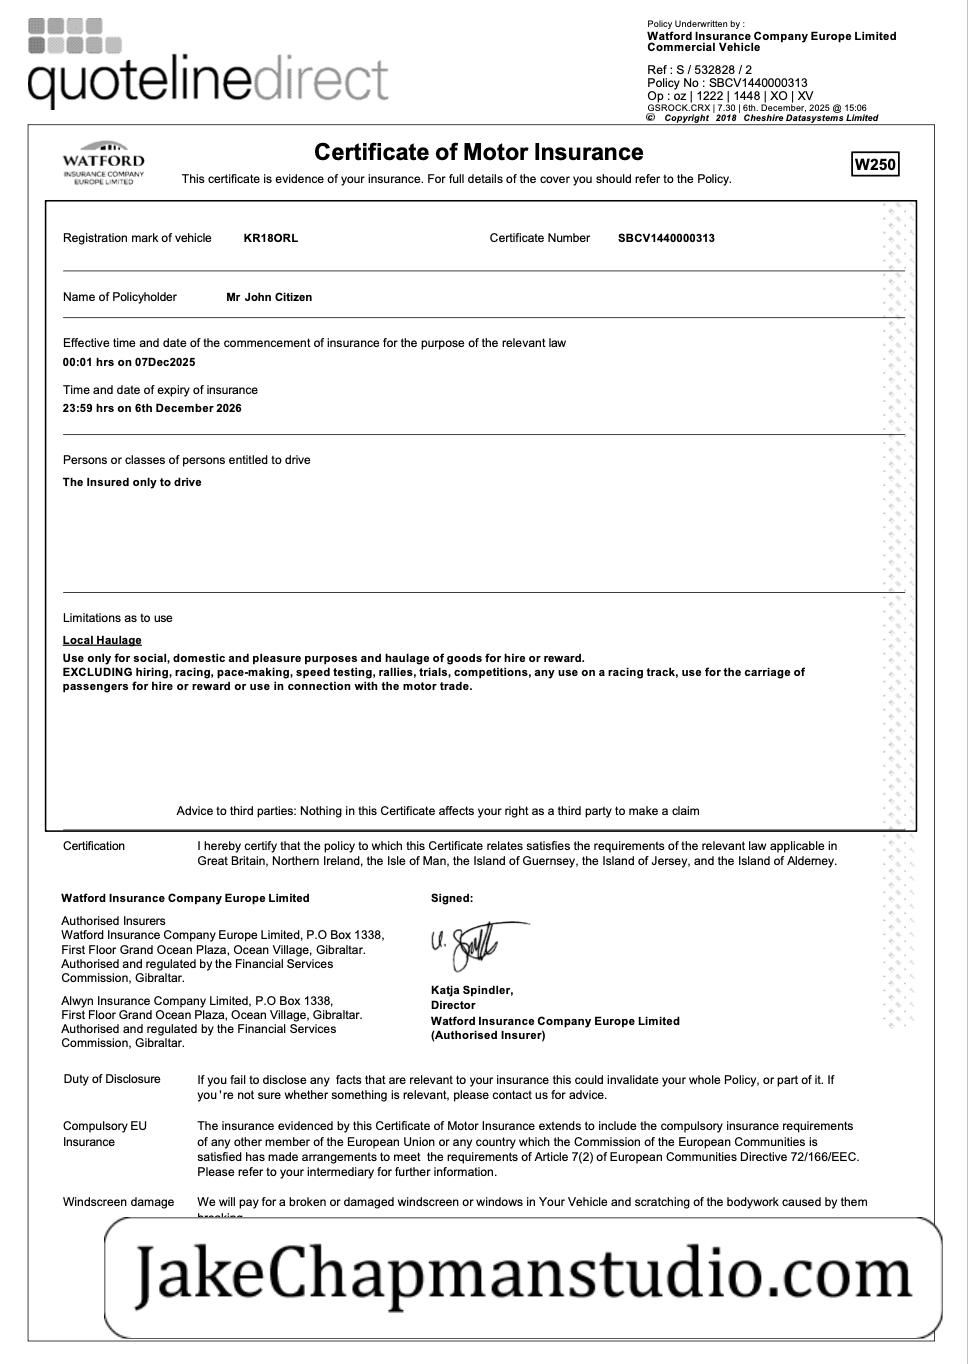 quotelinedirect
Policy Underwritten by :
Watford Insurance Company Europe Limited
Commercial Vehicle
Ref : S / 532828 / 2
Policy No : SBCV1440000313
Op : oz | 1222 | 1448 | XO | XV
GSROCK.CRX | 7.30 | 6th. December, 2025 @ 15:06
© Copyright 2018 Cheshire Datasystems Limited
WATFORD
INSURANCE COMPANY
EUROPE LIMITED
Certificate of Motor Insurance
This certificate is evidence of your insurance. For full details of the cover you should refer to the Policy.
W250
Registration mark of vehicle KR18ORL Certificate Number SBCV1440000313
Name of Policyholder Mr John Citizen
Effective time and date of the commencement of insurance for the purpose of the relevant law
00:01 hrs on 07Dec2025
Time and date of expiry of insurance
23:59 hrs on 6th December 2026
Persons or classes of persons entitled to drive
The Insured only to drive
Limitations as to use
Local Haulage
Use only for social, domestic and pleasure purposes and haulage of goods for hire or reward.
EXCLUDING hiring, racing, pace-making, speed testing, rallies, trials, competitions, any use on a racing track, use for the carriage of
passengers for hire or reward or use in connection with the motor trade.
Advice to third parties: Nothing in this Certificate affects your right as a third party to make a claim
Certification I hereby certify that the policy to which this Certificate relates satisfies the requirements of the relevant law applicable in
Great Britain, Northern Ireland, the Isle of Man, the Island of Guernsey, the Island of Jersey, and the Island of Alderney.
Watford Insurance Company Europe Limited
Authorised Insurers
Watford Insurance Company Europe Limited, P.O Box 1338,
First Floor Grand Ocean Plaza, Ocean Village, Gibraltar.
Authorised and regulated by the Financial Services
Commission, Gibraltar.
Alwyn Insurance Company Limited, P.O Box 1338,
First Floor Grand Ocean Plaza, Ocean Village, Gibraltar.
Authorised and regulated by the Financial Services
Commission, Gibraltar.
Signed:
Katja Spindler,
Director
Watford Insurance Company Europe Limited
(Authorised Insurer)
Duty of Disclosure If you fail to disclose any facts that are relevant to your insurance this could invalidate your whole Policy, or part of it. If
you're not sure whether something is relevant, please contact us for advice.
Compulsory EU The insurance evidenced by this Certificate of Motor Insurance extends to include the compulsory insurance requirements
Insurance of any other member of the European Union or any country which the Commission of the European Communities is
satisfied has made arrangements to meet the requirements of Article 7(2) of European Communities Directive 72/166/EEC.
Please refer to your intermediary for further information.
Windscreen damage We will pay for a broken or damaged windscreen or windows in Your Vehicle and scratching of the bodywork caused by them
JakeChapmanstudio.com